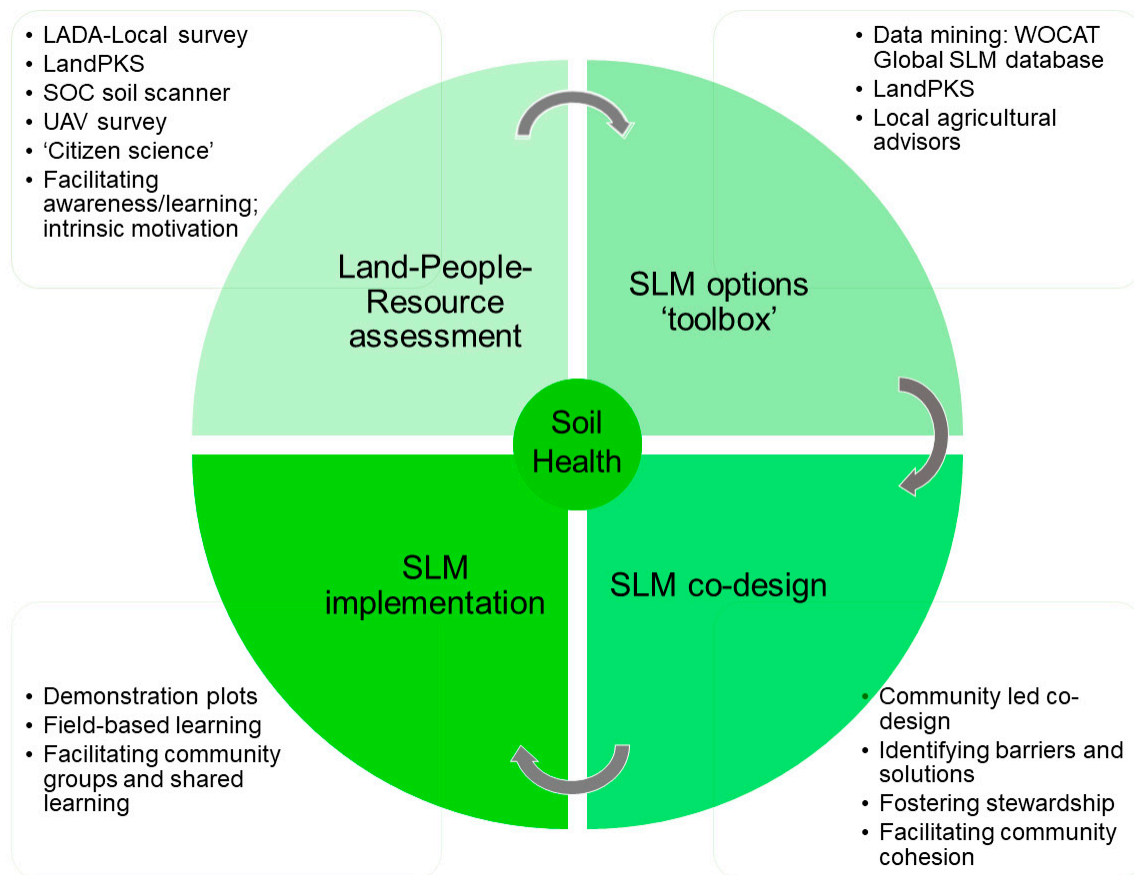 • LADA-Local survey
• LandPKS
• SOC soil scanner
• UAV survey
• ‘Citizen science’
• Facilitating
awareness/learning;
intrinsic motivation
• Data mining: WOCAT
Global SLM database
• LandPKS
• Local agricultural
advisors
Land-People-
Resource
assessment
SLM options
‘toolbox’
Soil
Health
SLM
implementation
SLM co-design
• Demonstration plots
• Field-based learning
• Facilitating community
groups and shared
learning
• Community led co-
design
• Identifying barriers and
solutions
• Fostering stewardship
• Facilitating community
cohesion